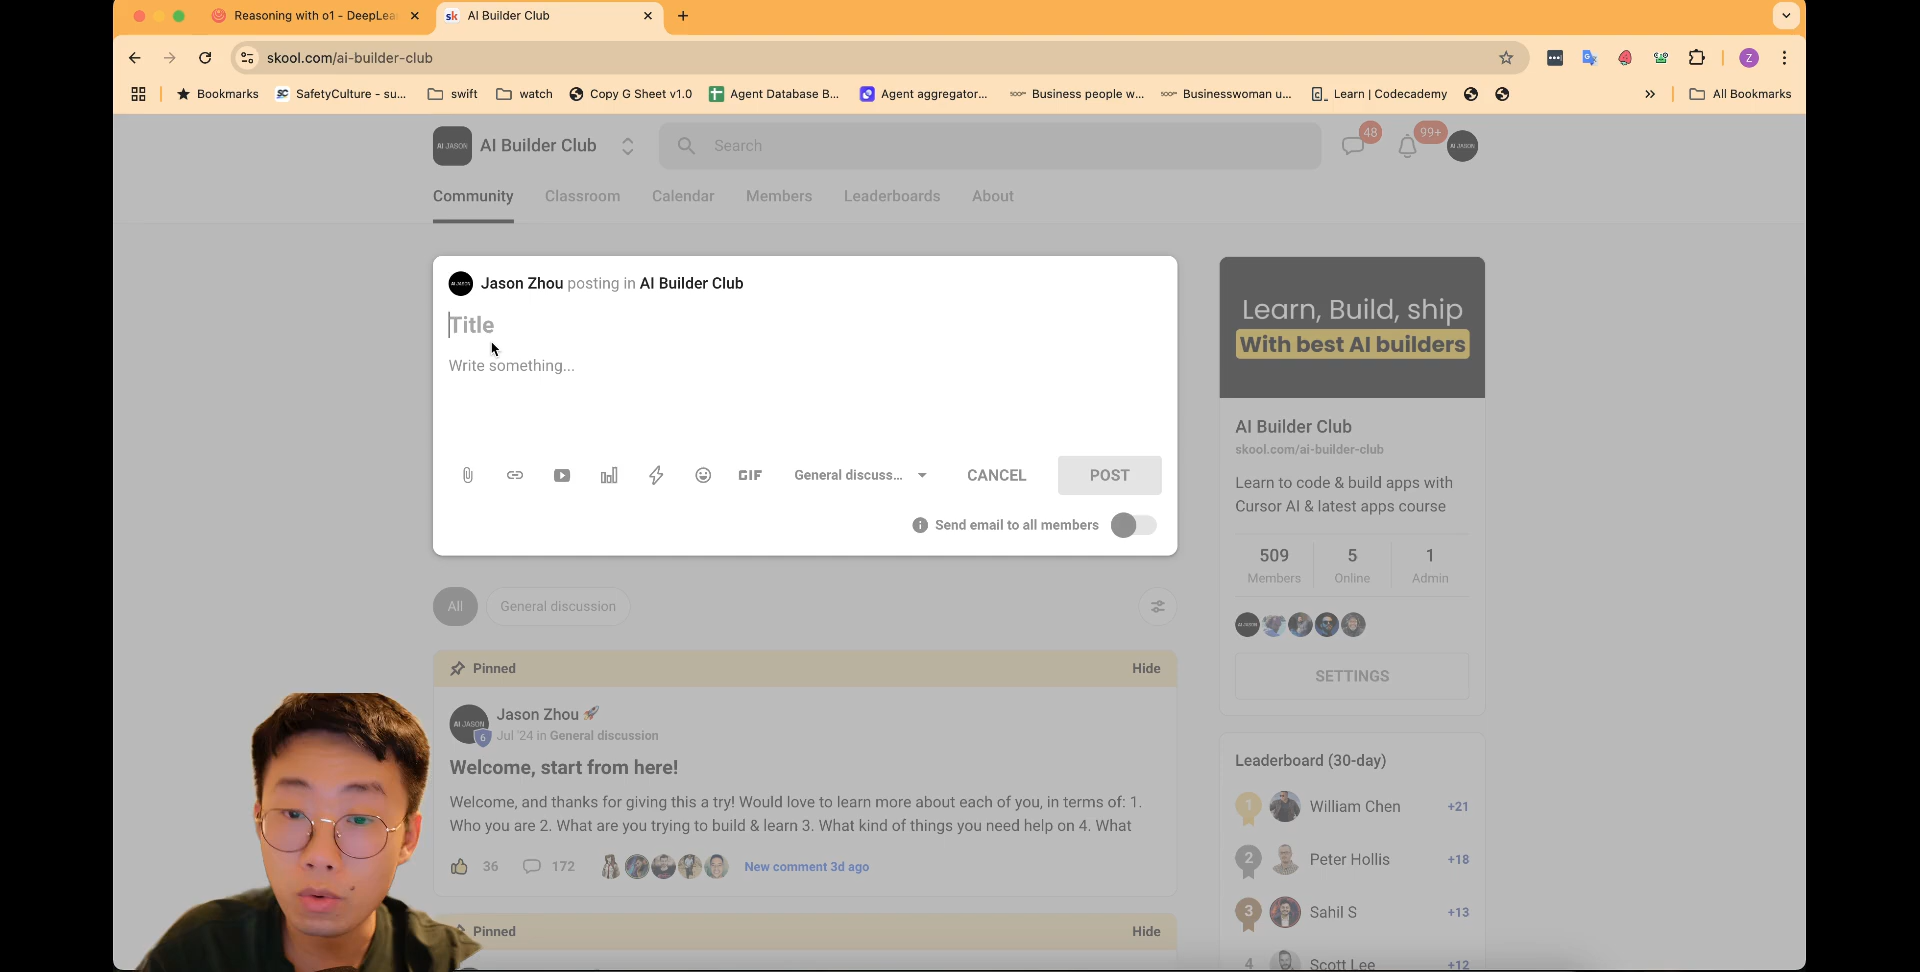 Reasoning with o1 - DeepLea
sk AI Builder Club
skool.com/ai-builder-club
Z
Bookmarks
SafetyCulture - su...
swift
watch
Copy G Sheet v1.0
Agent Database B...
Agent aggregator...
Business people w...
Businesswoman u...
Learn | Codecademy
All Bookmarks
AI JASON
AI Builder Club
Search
48
99+
AI JASON
Community
Classroom
Calendar
Members
Leaderboards
About
Jason Zhou posting in AI Builder Club
Title
Write something...
GIF
General discuss...
CANCEL
POST
Send email to all members
All
General discussion
Pinned
Hide
AI JASON
6
Jason Zhou
Jul '24 in General discussion
Welcome, start from here!
Welcome, and thanks for giving this a try! Would love to learn more about each of you, in terms of: 1.
Who you are 2. What are you trying to build & learn 3. What kind of things you need help on 4. What
36
172
New comment 3d ago
Pinned
Hide
Learn, Build, ship
With best AI builders
AI Builder Club
skool.com/ai-builder-club
Learn to code & build apps with
Cursor AI & latest apps course
509
Members
5
Online
1
Admin
SETTINGS
Leaderboard (30-day)
1
William Chen
+21
2
Peter Hollis
+18
3
Sahil S
+13
4
Scott Lee
+12